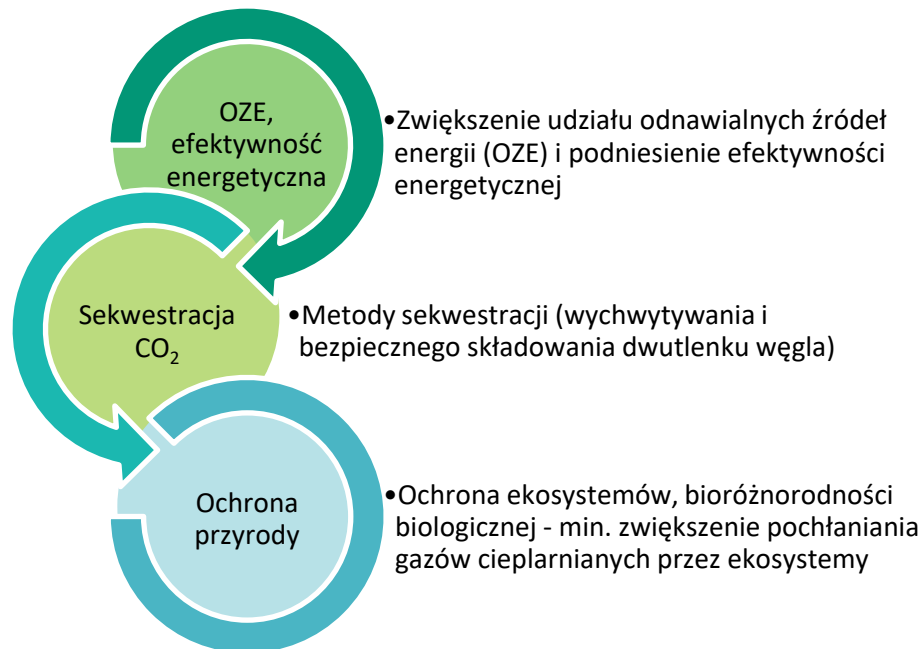 OZE,
efektywność
energetyczna
•Zwiększenie udziału odnawialnych źródeł
energii (OZE) i podniesienie efektywności
energetycznej
Sekwestracja
CO₂
•Metody sekwestracji (wychwytywania i
bezpiecznego składowania dwutlenku węgla)
Ochrona
przyrody
•Ochrona ekosystemów, bioróżnorodności
biologicznej - min. zwiększenie pochłaniania
gazów cieplarnianych przez ekosystemy